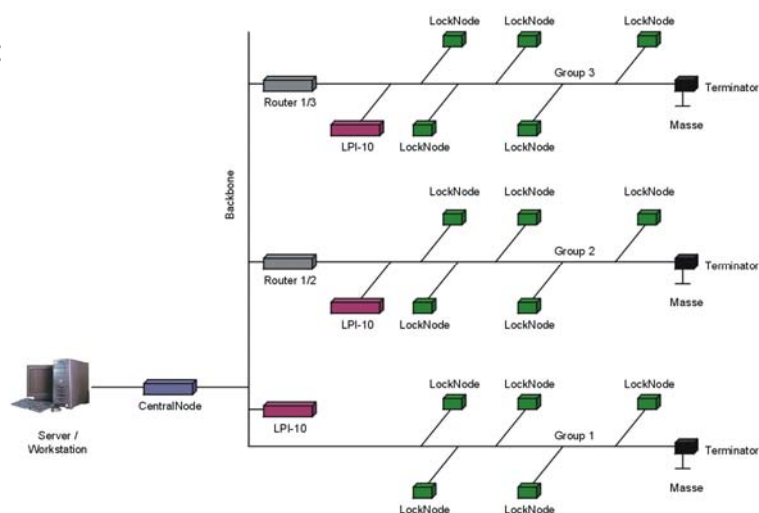 LockNode
LockNode
LockNode
Group 3
Terminator
Router 1/3
Masse
LPI-10
LockNode
LockNode
Backbone
LockNode
LockNode
LockNode
Group 2
Terminator
Router 1/2
Masse
LPI-10
LockNode
LockNode
LockNode
LockNode
LockNode
CentralNode
LPI-10
Server /
Workstation
Group 1
Terminator
Masse
LockNode
LockNode